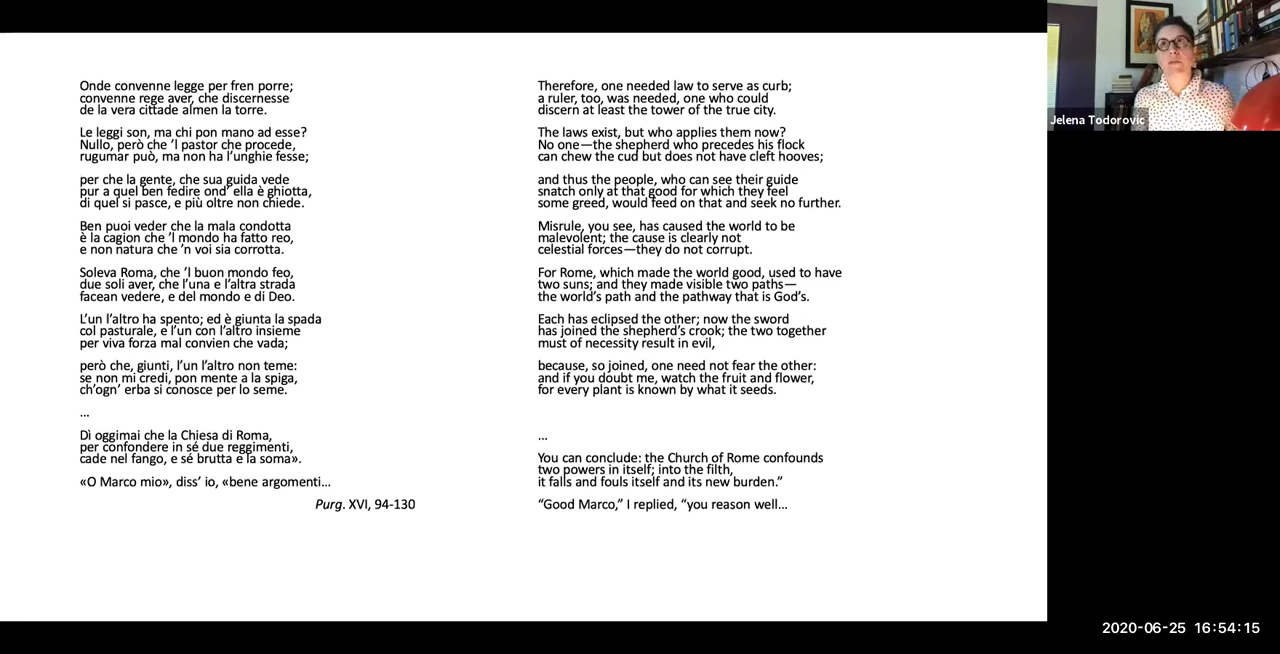 Onde convenne legge per fren porre;
convenne rege aver, che discernesse
de la vera cittade almen la torre.
Le leggi son, ma chi pon mano ad esse?
Nullo, però che 'l pastor che procede,
rugumar può, ma non ha l'unghie fesse;
per che la gente, che sua guida vede
pur a quel ben fedire ond' ella è ghiotta,
di quel si pasce, e più oltre non chiede.
Ben puoi veder che la mala condotta
è la cagion che 'l mondo ha fatto reo,
e non natura che 'n voi sia corrotta.
Soleva Roma, che 'l buon mondo feo,
due soli aver, che l'una e l'altra strada
facean vedere, e del mondo e di Deo.
L'un l'altro ha spento; ed è giunta la spada
col pasturale, e l'un con l'altro insieme
per viva forza mal convien che vada;
però che, giunti, l'un l'altro non teme:
se non mi credi, pon mente a la spiga,
ch'ogn' erba si conosce per lo seme.
...
Dì oggimai che la Chiesa di Roma,
per confondere in sé due reggimenti,
cade nel fango, e sé brutta e la soma».
«O Marco mio», diss' io, «bene argomenti...
Purg. XVI, 94-130
Therefore, one needed law to serve as curb;
a ruler, too, was needed, one who could
discern at least the tower of the true city.
The laws exist, but who applies them now?
No one—the shepherd who precedes his flock
can chew the cud but does not have cleft hooves;
and thus the people, who can see their guide
snatch only at that good for which they feel
some greed, would feed on that and seek no further.
Misrule, you see, has caused the world to be
malevolent; the cause is clearly not
celestial forces—they do not corrupt.
For Rome, which made the world good, used to have
two suns; and they made visible two paths—
the world's path and the pathway that is God's.
Each has eclipsed the other; now the sword
has joined the shepherd's crook; the two together
must of necessity result in evil,
because, so joined, one need not fear the other:
and if you doubt me, watch the fruit and flower,
for every plant is known by what it seeds.
...
You can conclude: the Church of Rome confounds
two powers in itself; into the filth,
it falls and fouls itself and its new burden."
"Good Marco," I replied, "you reason well...
Jelena Todorovic
2020-06-25 16:54:15